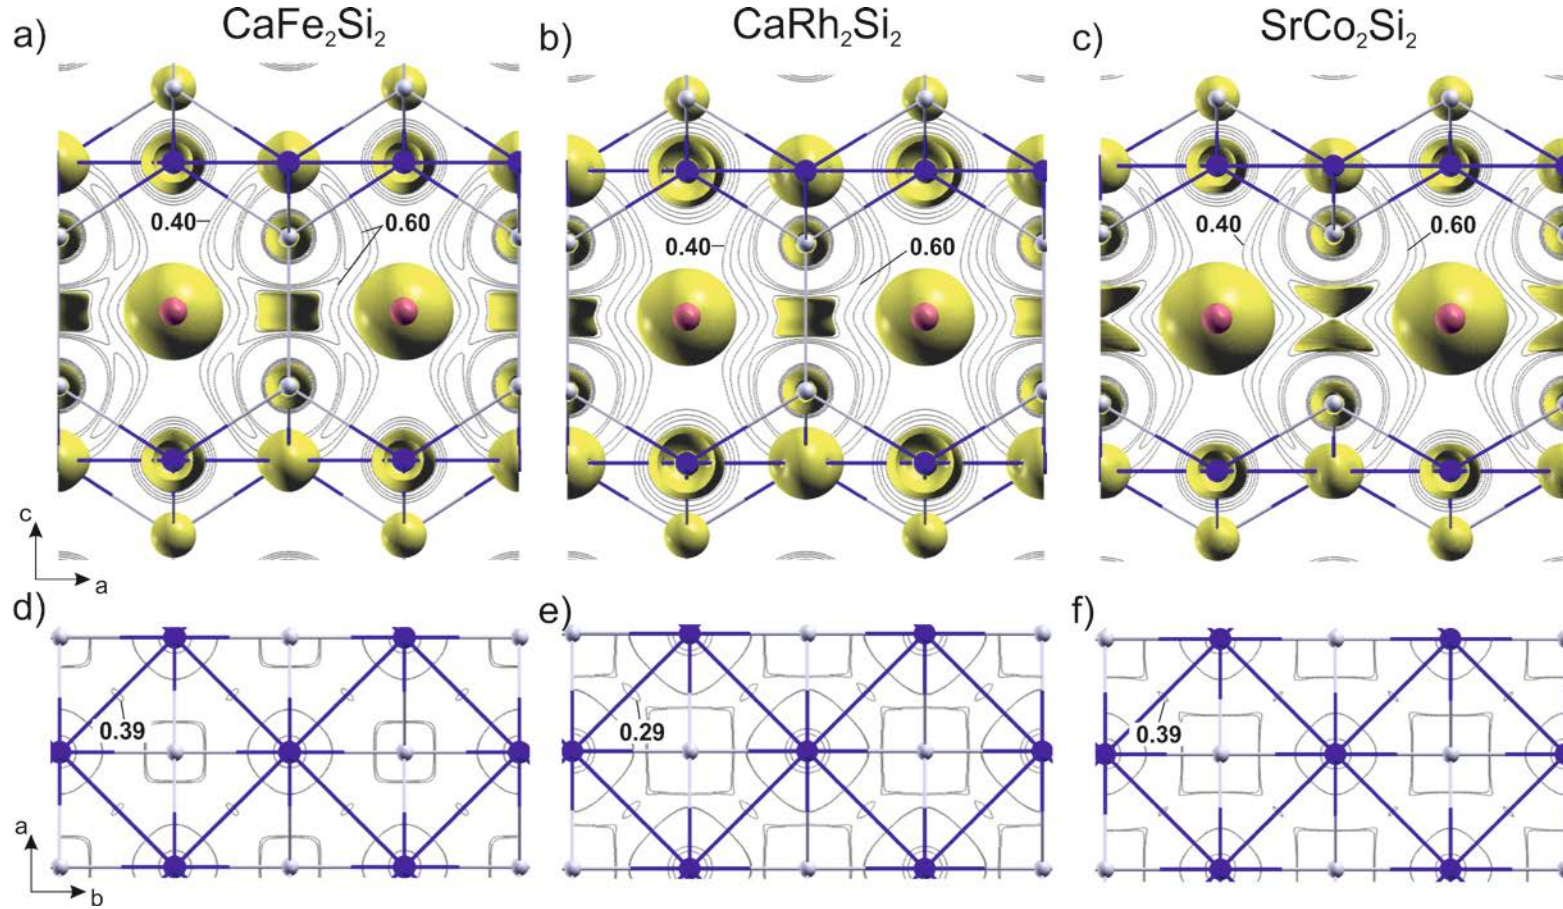 a) CaFe₂Si₂
b) CaRh₂Si₂
c) SrCo₂Si₂
0.40 0.60
0.40 0.60
0.40 0.60
c
a
d)
e)
f)
0.39
0.29
0.39
a
b